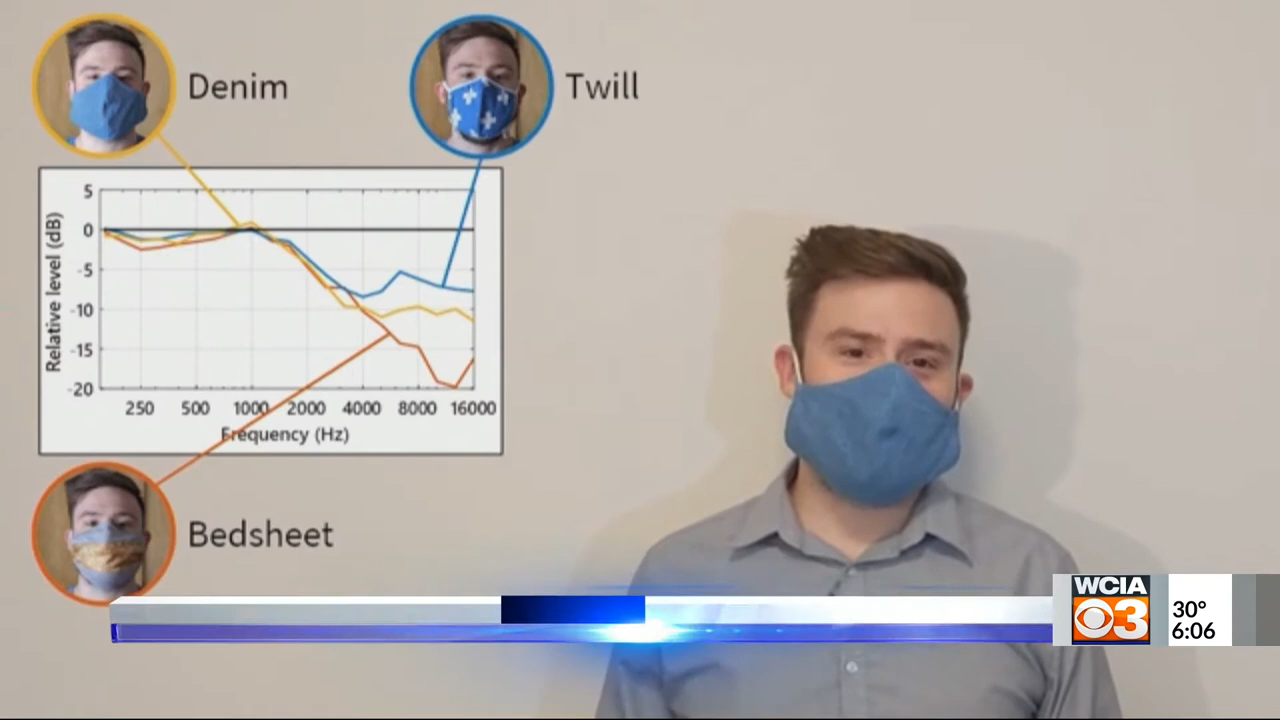 Denim
Twill
5
0
-5
-10
-15
-20
Relative level (dB)
250 500 1000 2000 4000 8000 16000
Frequency (Hz)
Bedsheet
WCIA
3
30°
6:06